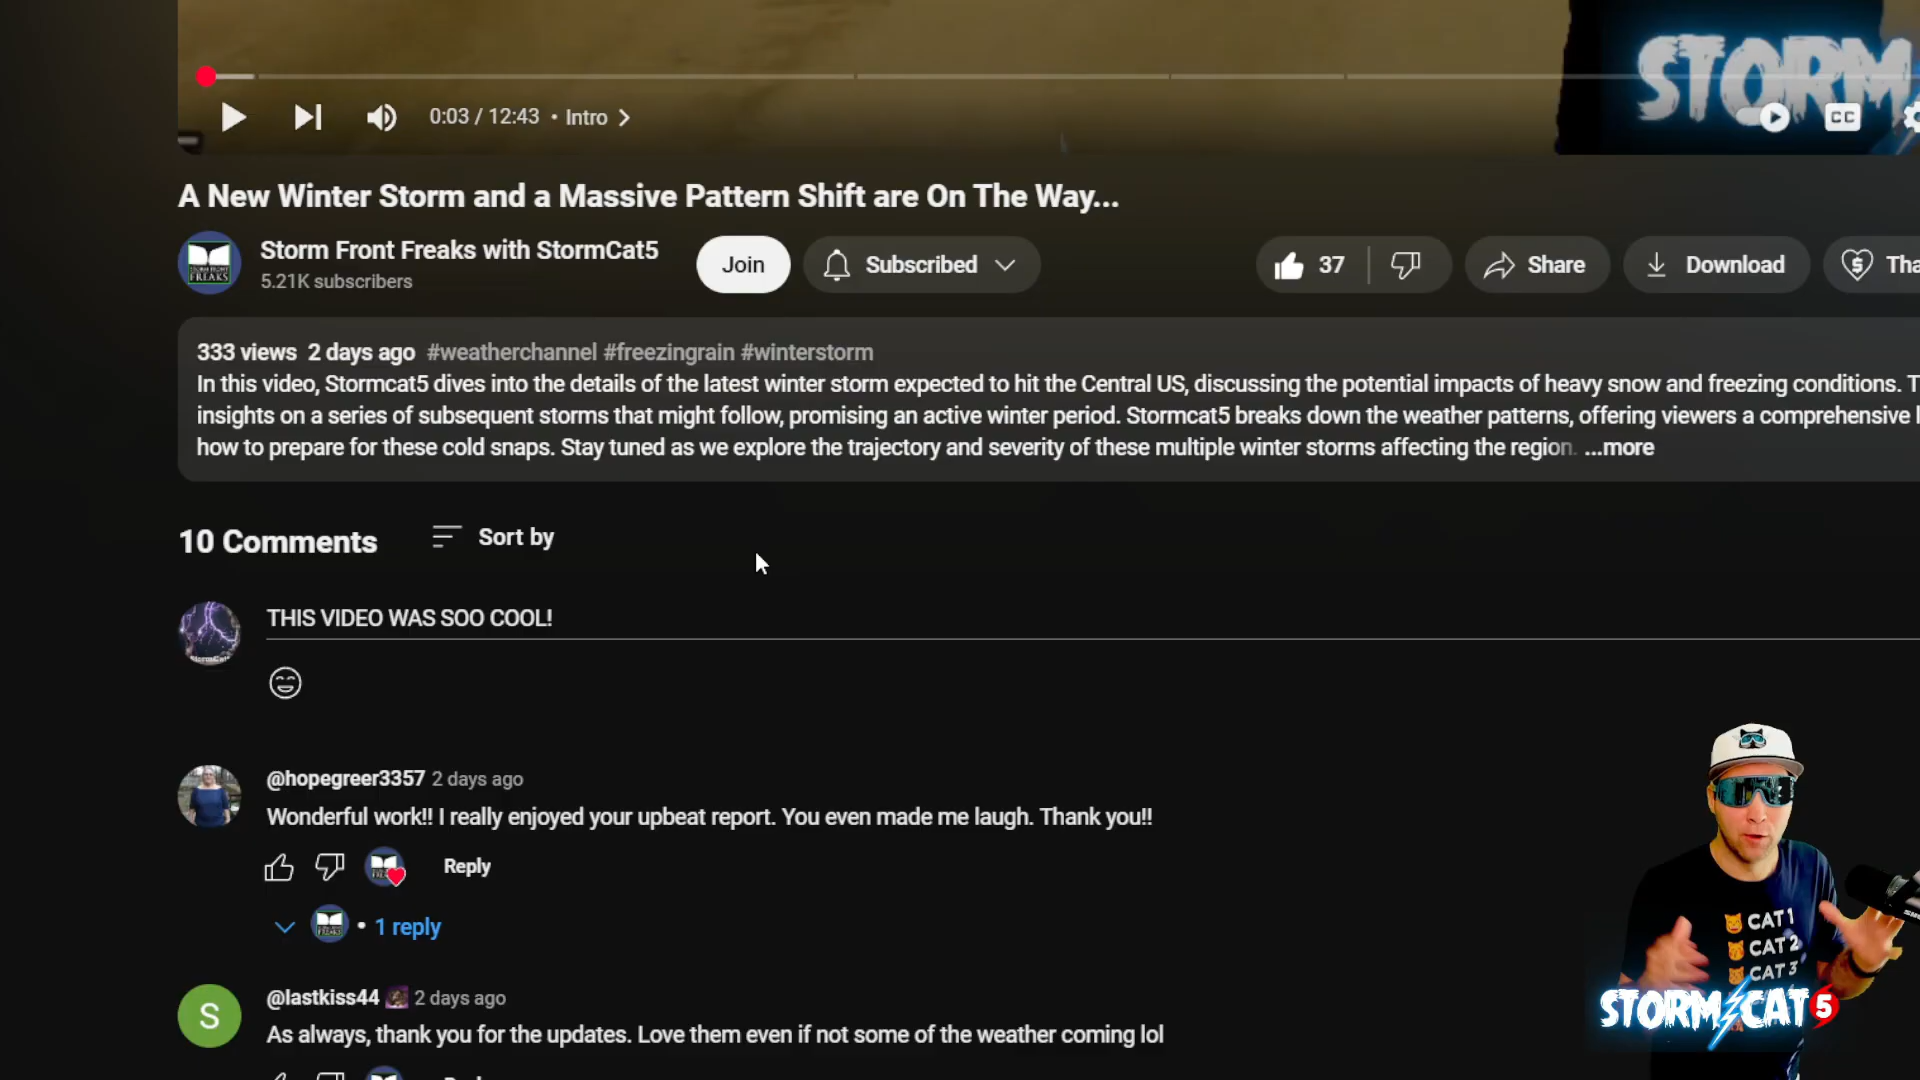 STORM
0:03 / 12:43 • Intro
CC
A New Winter Storm and a Massive Pattern Shift are On The Way...
Storm Front Freaks with StormCat5
5.21K subscribers
Join
Subscribed
37
Share
Download
Tha
333 views 2 days ago #weatherchannel #freezingrain #winterstorm
In this video, Stormcat5 dives into the details of the latest winter storm expected to hit the Central US, discussing the potential impacts of heavy snow and freezing conditions. T
insights on a series of subsequent storms that might follow, promising an active winter period. Stormcat5 breaks down the weather patterns, offering viewers a comprehensive l
how to prepare for these cold snaps. Stay tuned as we explore the trajectory and severity of these multiple winter storms affecting the region. ...more
10 Comments
Sort by
THIS VIDEO WAS SOO COOL!
@hopegreer3357 2 days ago
Wonderful work!! I really enjoyed your upbeat report. You even made me laugh. Thank you!!
Reply
• 1 reply
S
@lastkiss44 2 days ago
As always, thank you for the updates. Love them even if not some of the weather coming lol
CAT 1
CAT 2
CAT 3
STORM CAT 5